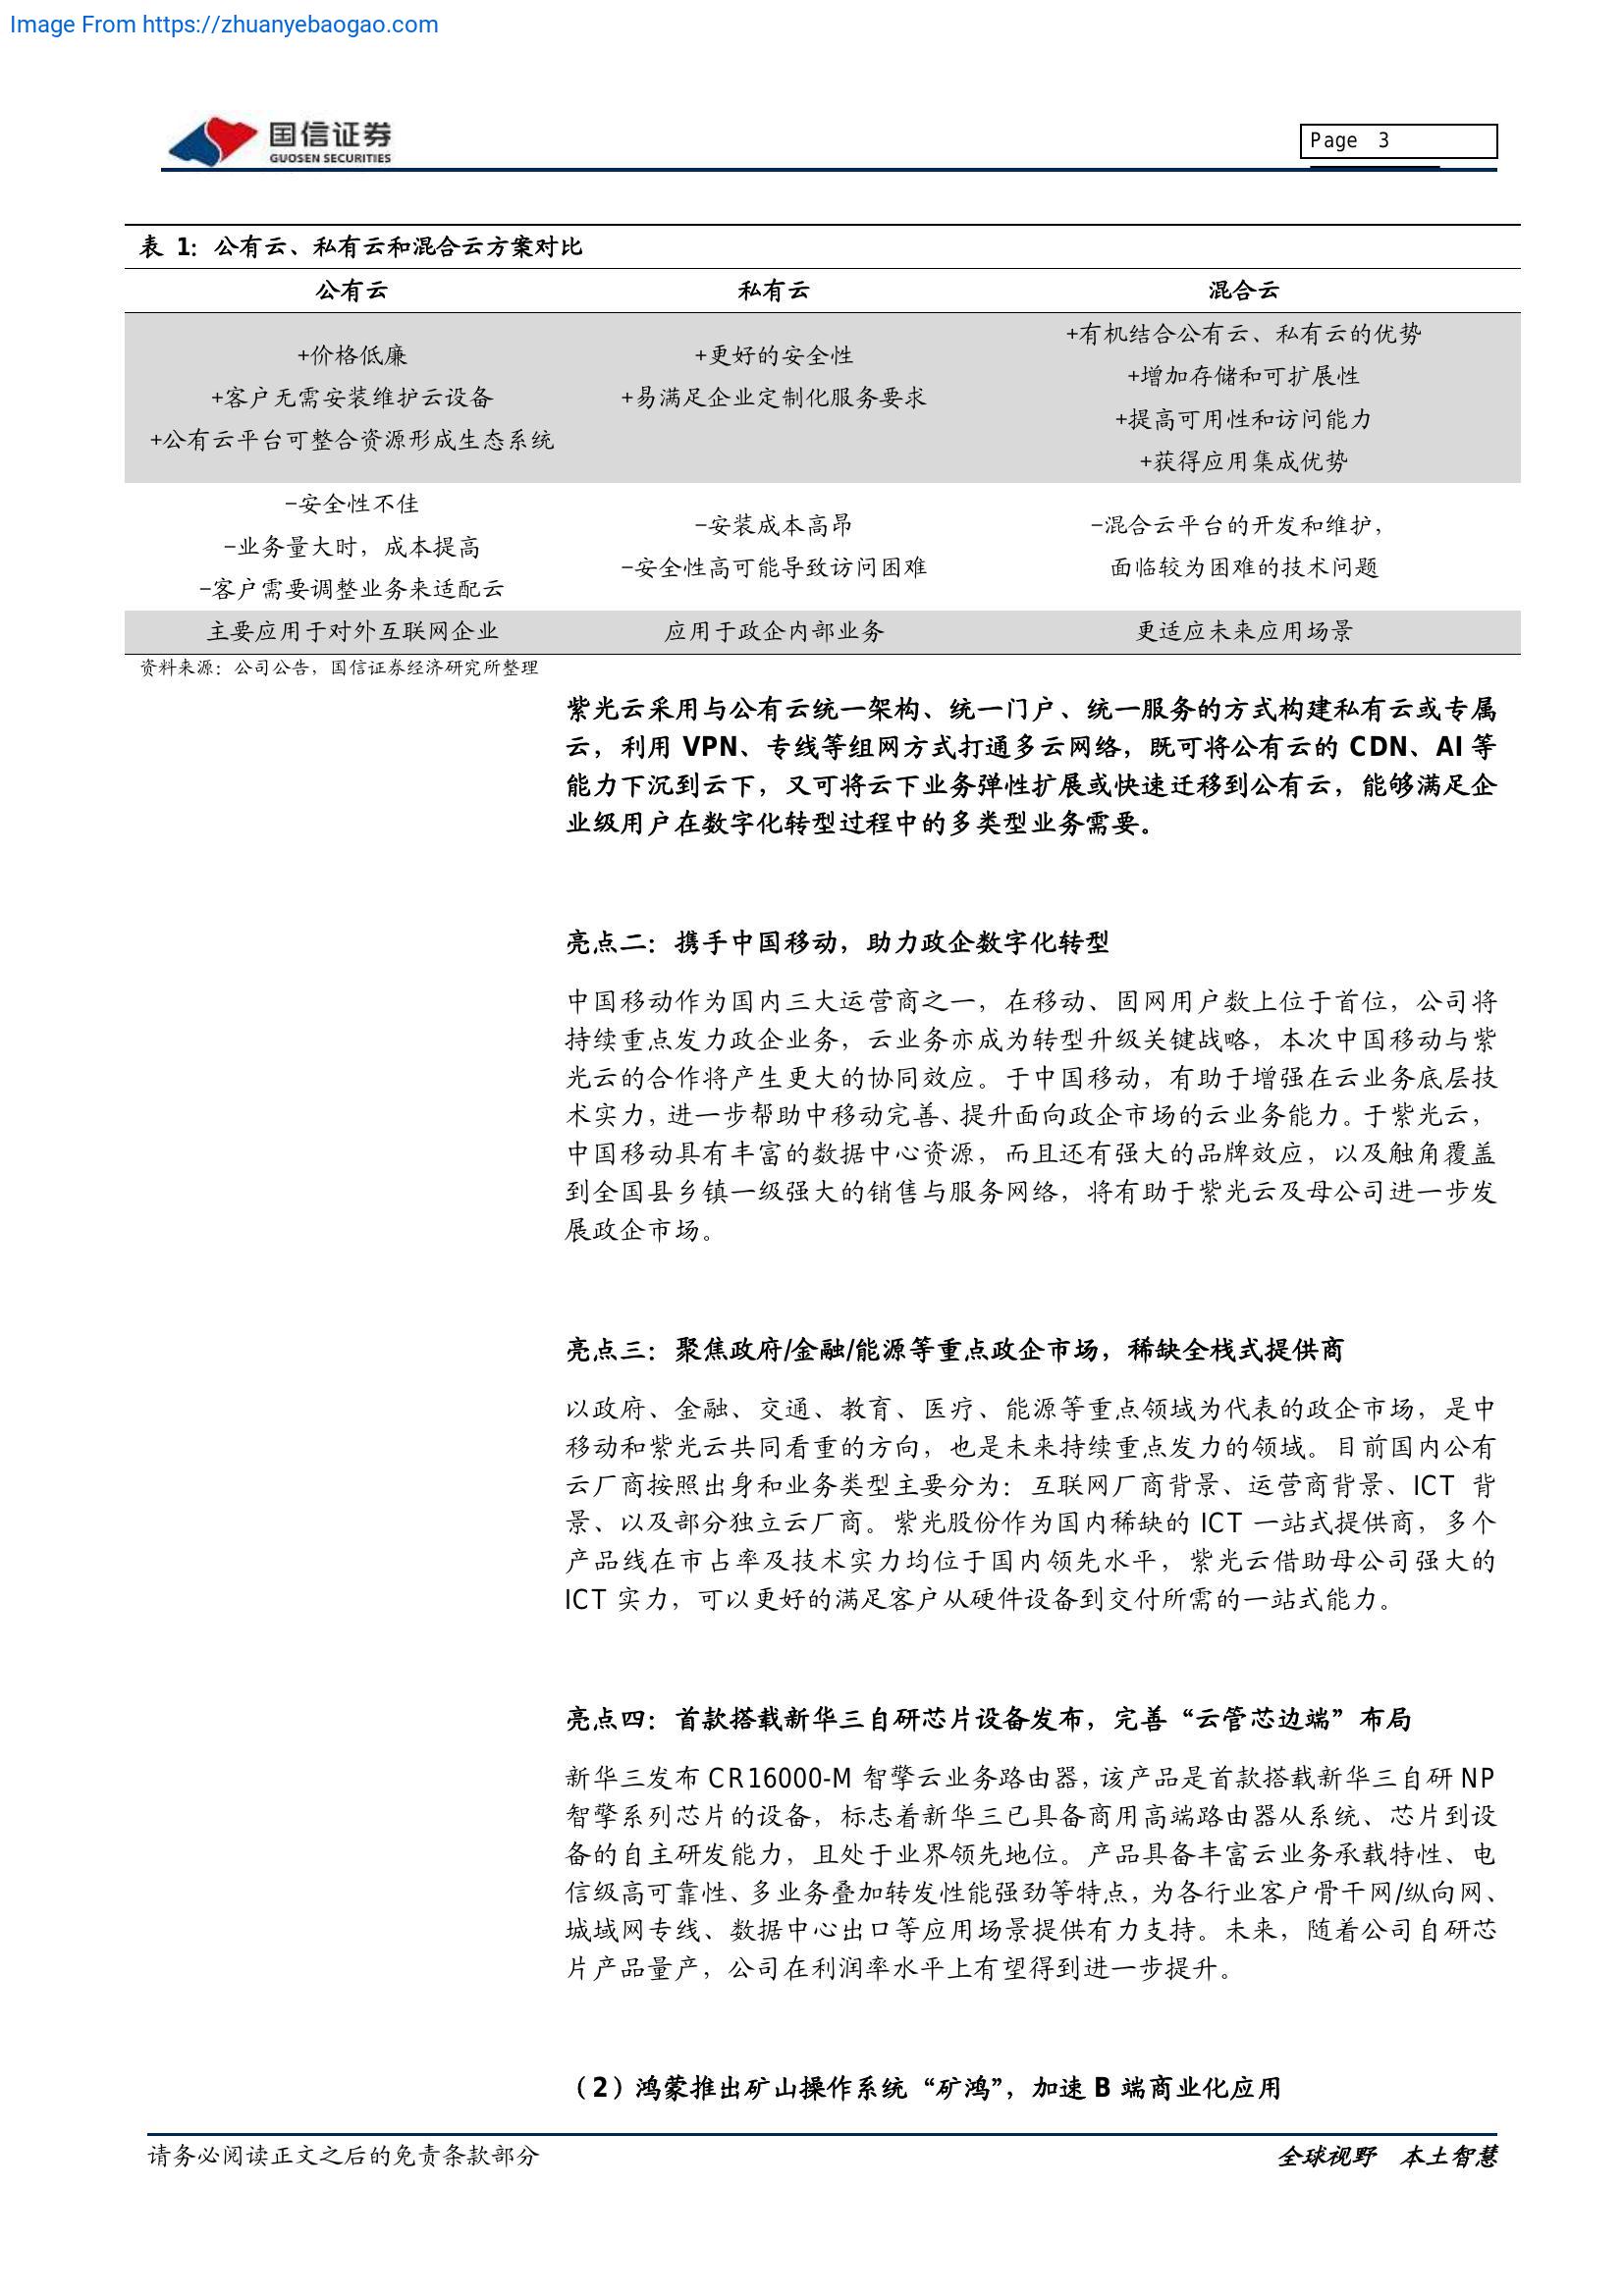 Image From https://zhuanyebaogao.com
国信证券
GUOSEN SECURITIES
Page 3
表 1：公有云、私有云和混合云方案对比
公有云 私有云 混合云
+价格低廉
+客户无需安装维护云设备
+公有云平台可整合资源形成生态系统
+更好的安全性
+易满足企业定制化服务要求
+有机结合公有云、私有云的优势
+增加存储和可扩展性
+提高可用性和访问能力
+获得应用集成优势
-安全性不佳
-业务量大时，成本提高
-客户需要调整业务来适配云
-安装成本高昂
-安全性高可能导致访问困难
-混合云平台的开发和维护，
面临较为困难的技术问题
主要应用于对外互联网企业 应用于政企内部业务 更适应未来应用场景
资料来源：公司公告，国信证券经济研究所整理
紫光云采用与公有云统一架构、统一门户、统一服务的方式构建私有云或专属
云，利用 VPN、专线等组网方式打通多云网络，既可将公有云的 CDN、AI 等
能力下沉到云下，又可将云下业务弹性扩展或快速迁移到公有云，能够满足企
业级用户在数字化转型过程中的多类型业务需要。
亮点二：携手中国移动，助力政企数字化转型
中国移动作为国内三大运营商之一，在移动、固网用户数上位于首位，公司将
持续重点发力政企业务，云业务亦成为转型升级关键战略，本次中国移动与紫
光云的合作将产生更大的协同效应。于中国移动，有助于增强在云业务底层技
术实力，进一步帮助中移动完善、提升面向政企市场的云业务能力。于紫光云，
中国移动具有丰富的数据中心资源，而且还有强大的品牌效应，以及触角覆盖
到全国县乡镇一级强大的销售与服务网络，将有助于紫光云及母公司进一步发
展政企市场。
亮点三：聚焦政府/金融/能源等重点政企市场，稀缺全栈式提供商
以政府、金融、交通、教育、医疗、能源等重点领域为代表的政企市场，是中
移动和紫光云共同看重的方向，也是未来持续重点发力的领域。目前国内公有
云厂商按照出身和业务类型主要分为：互联网厂商背景、运营商背景、ICT 背
景、以及部分独立云厂商。紫光股份作为国内稀缺的 ICT 一站式提供商，多个
产品线在市占率及技术实力均位于国内领先水平，紫光云借助母公司强大的
ICT 实力，可以更好的满足客户从硬件设备到交付所需的一站式能力。
亮点四：首款搭载新华三自研芯片设备发布，完善“云管芯边端”布局
新华三发布 CR16000-M 智擎云业务路由器，该产品是首款搭载新华三自研 NP
智擎系列芯片的设备，标志着新华三已具备商用高端路由器从系统、芯片到设
备的自主研发能力，且处于业界领先地位。产品具备丰富云业务承载特性、电
信级高可靠性、多业务叠加转发性能强劲等特点，为各行业客户骨干网/纵向网、
城域网专线、数据中心出口等应用场景提供有力支持。未来，随着公司自研芯
片产品量产，公司在利润率水平上有望得到进一步提升。
（2）鸿蒙推出矿山操作系统“矿鸿”，加速 B 端商业化应用
请务必阅读正文之后的免责条款部分
全球视野 本土智慧